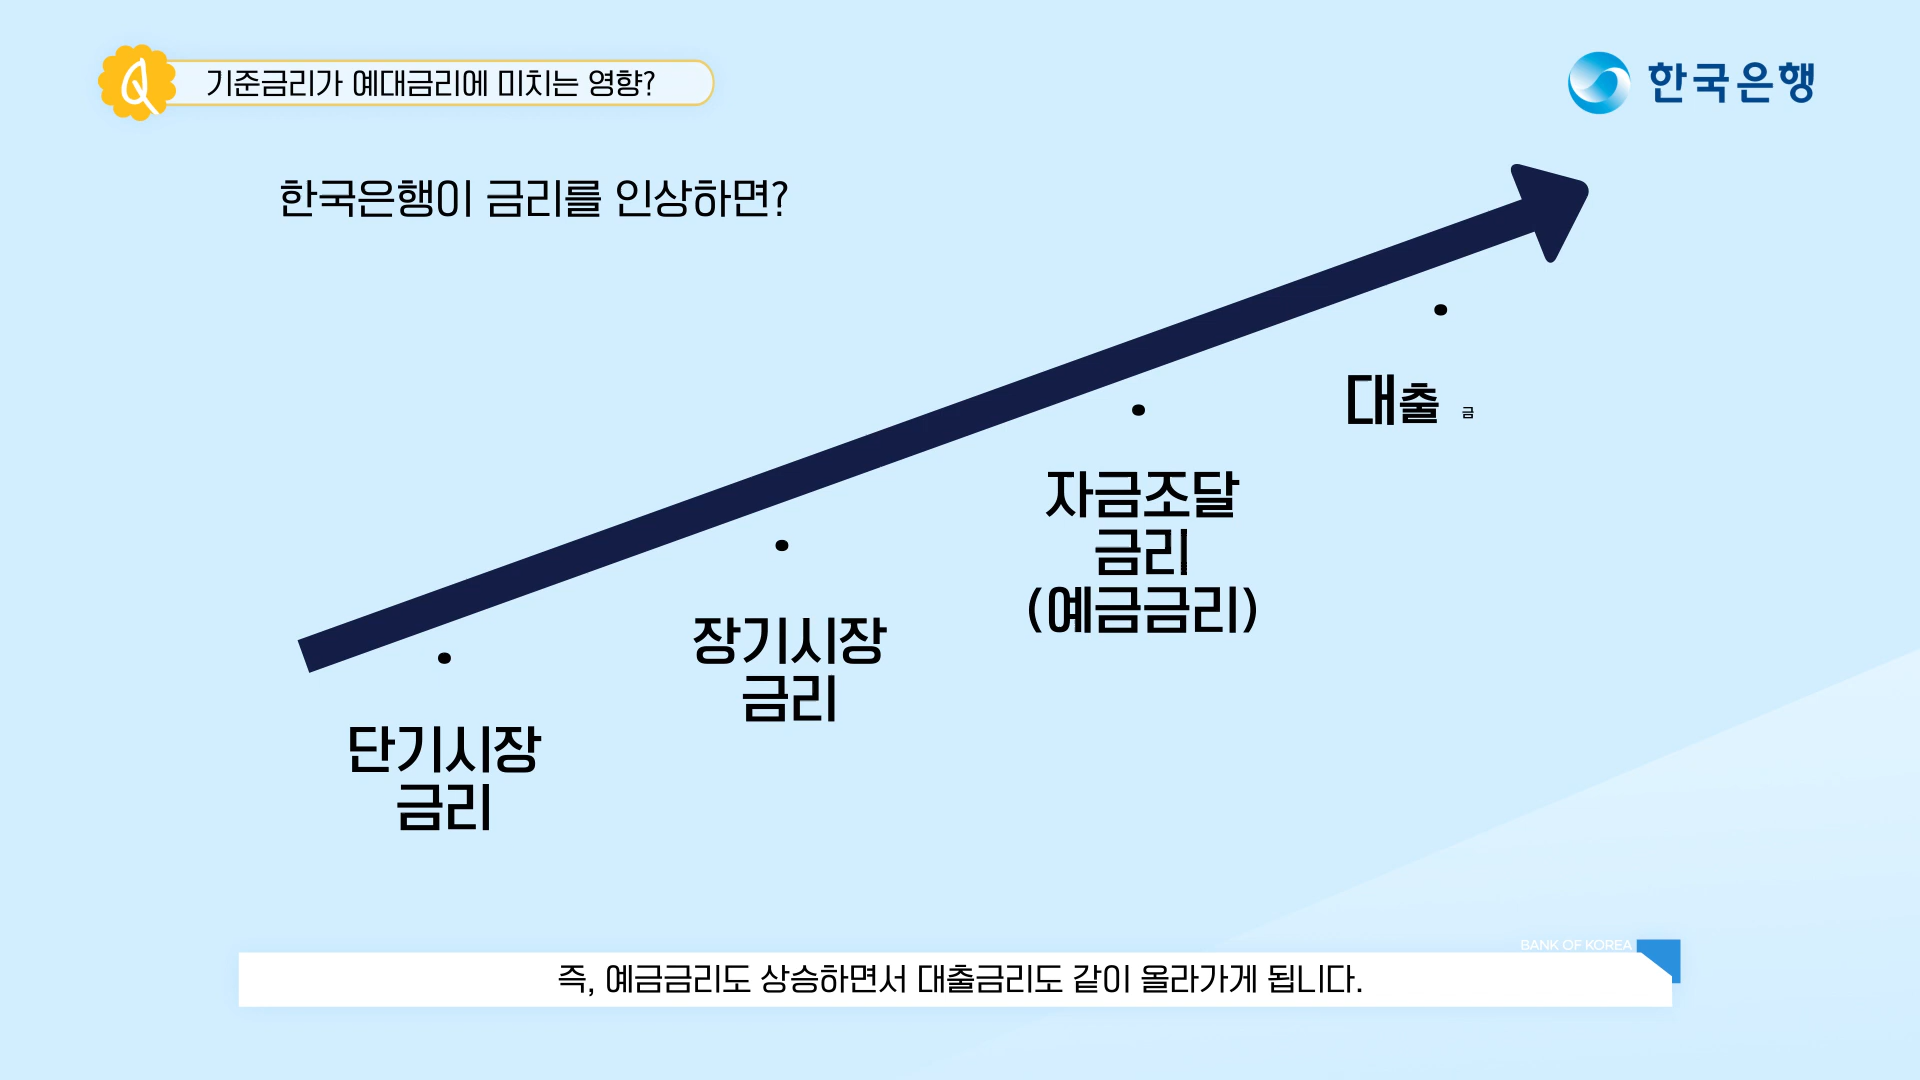 Q
기준금리가 예대금리에 미치는 영향?
한국은행
한국은행이 금리를 인상하면?
대출 금
자금조달
금리
(예금금리)
장기시장
금리
단기시장
금리
BANK OF KOREA
즉, 예금금리도 상승하면서 대출금리도 같이 올라가게 됩니다.